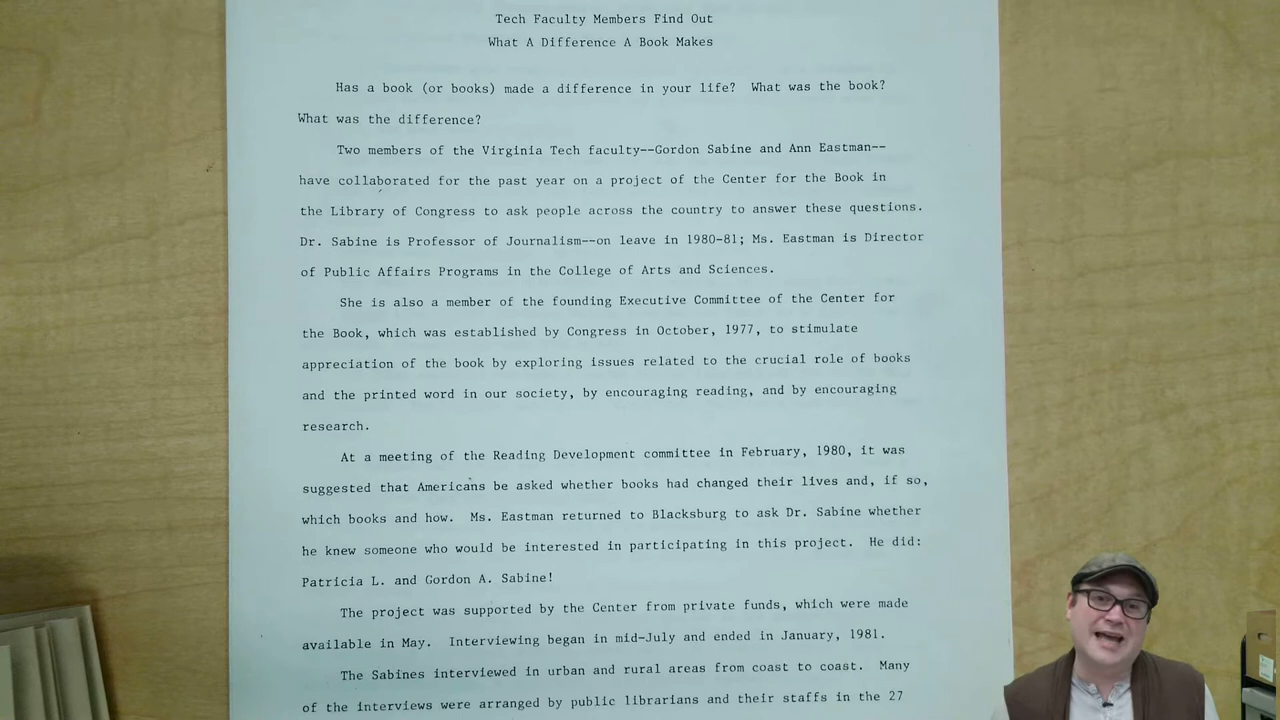 Tech Faculty Members Find Out
What A Difference A Book Makes
Has a book (or books) made a difference in your life?  What was the book?
What was the difference?
Two members of the Virginia Tech faculty--Gordon Sabine and Ann Eastman--
have collaborated for the past year on a project of the Center for the Book in
the Library of Congress to ask people across the country to answer these questions.
Dr. Sabine is Professor of Journalism--on leave in 1980-81; Ms. Eastman is Director
of Public Affairs Programs in the College of Arts and Sciences.
She is also a member of the founding Executive Committee of the Center for
the Book, which was established by Congress in October, 1977, to stimulate
appreciation of the book by exploring issues related to the crucial role of books
and the printed word in our society, by encouraging reading, and by encouraging
research.
At a meeting of the Reading Development committee in February, 1980, it was
suggested that Americans be asked whether books had changed their lives and, if so,
which books and how.  Ms. Eastman returned to Blacksburg to ask Dr. Sabine whether
he knew someone who would be interested in participating in this project.  He did:
Patricia L. and Gordon A. Sabine!
The project was supported by the Center from private funds, which were made
available in May.  Interviewing began in mid-July and ended in January, 1981.
The Sabines interviewed in urban and rural areas from coast to coast.  Many
of the interviews were arranged by public librarians and their staffs in the 27